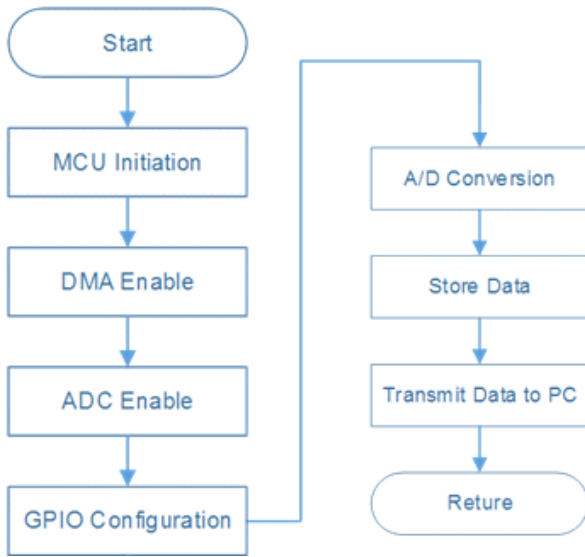 Start
MCU Initiation
DMA Enable
ADC Enable
GPIO Configuration
A/D Conversion
Store Data
Transmit Data to PC
Reture